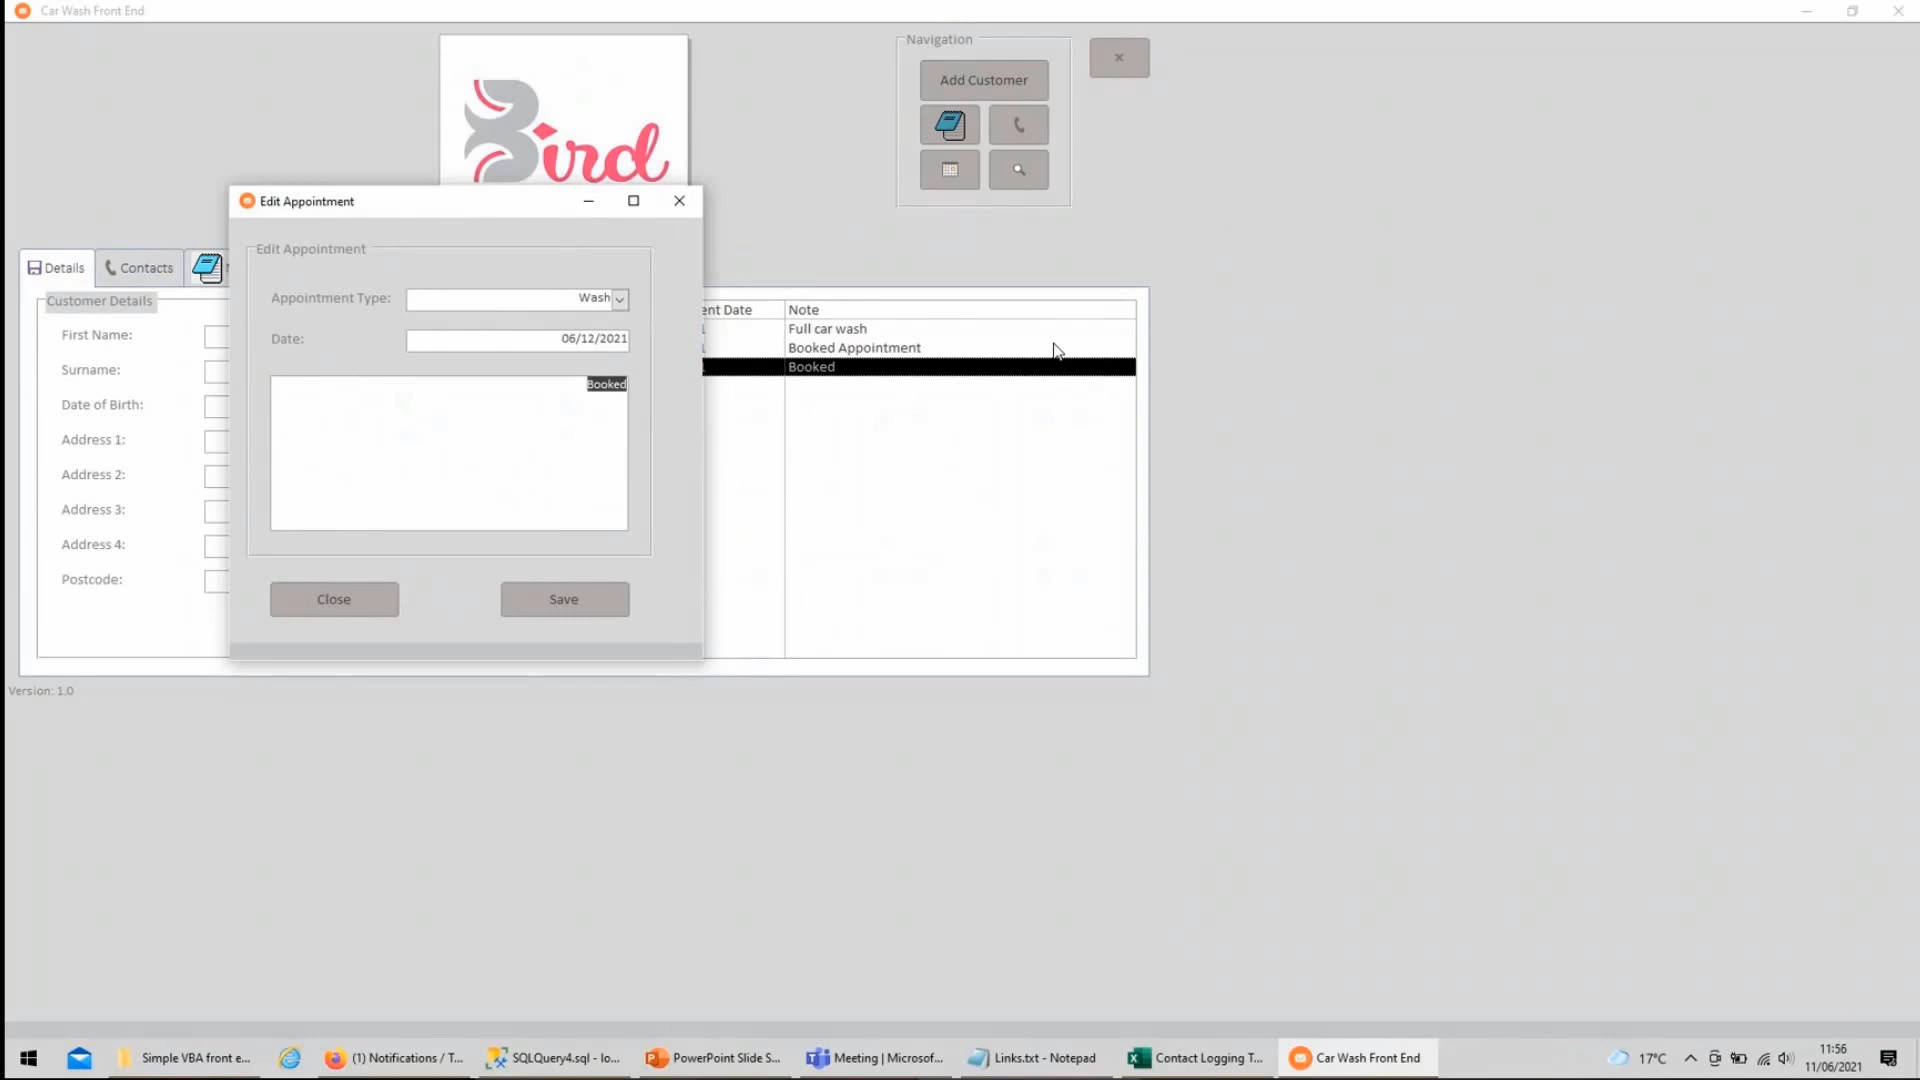 Car Wash Front End
Bird
Navigation
Add Customer
Edit Appointment
Edit Appointment
Appointment Type:
Wash
Date:
06/12/2021
Booked
Close
Save
Details
Contacts
Customer Details
First Name:
Surname:
Date of Birth:
Address 1:
Address 2:
Address 3:
Address 4:
Postcode:
ent Date
Note
Full car wash
Booked Appointment
Booked
Version: 1.0
Simple VBA front e...
(1) Notifications / T...
SQLQuery4.sql - lo...
PowerPoint Slide S...
Meeting | Microsof...
Links.txt - Notepad
Contact Logging T...
Car Wash Front End
17°C
11:56
11/06/2021